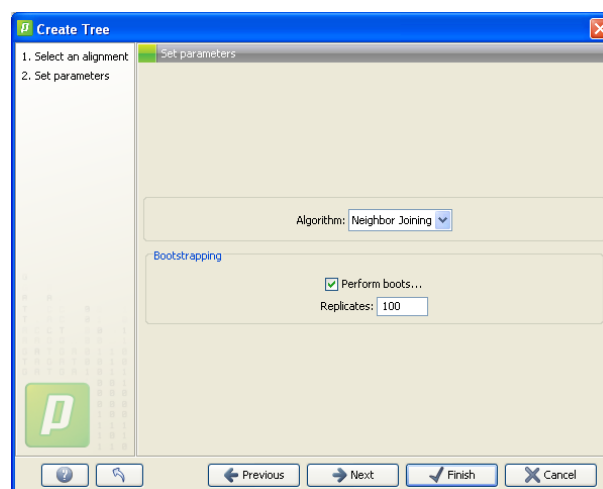 Create Tree
1. Select an alignment
2. Set parameters
Set parameters
Algorithm: Neighbor Joining
Bootstrapping
Perform boots...
Replicates: 100
Previous
Next
Finish
Cancel